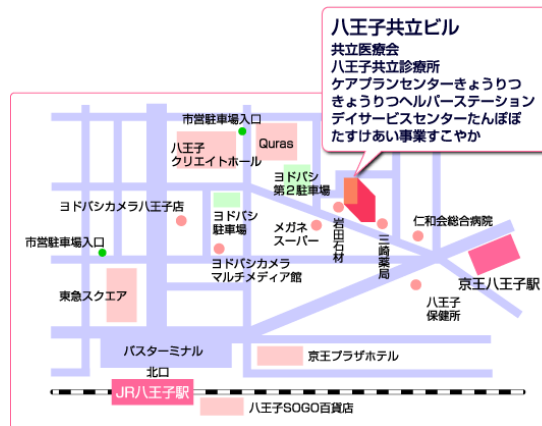 八王子共立ビル
共立医療会
八王子共立診療所
ケアプランセンターきょうりつ
きょうりつヘルパーステーション
デイサービスセンターたんぽぽ
たすけあい事業すこやか
市営駐車場入口
八王子
クリエイトホール
Quras
ヨドバシ
第2駐車場
ヨドバシカメラ八王子店
ヨドバシ
駐車場
メガネ
スーパー
岩田石材
三崎薬局
仁和会総合病院
市営駐車場入口
ヨドバシカメラ
マルチメディア館
京王八王子駅
東急スクエア
八王子
保健所
バスターミナル
北口
京王プラザホテル
JR八王子駅
八王子SOGO百貨店